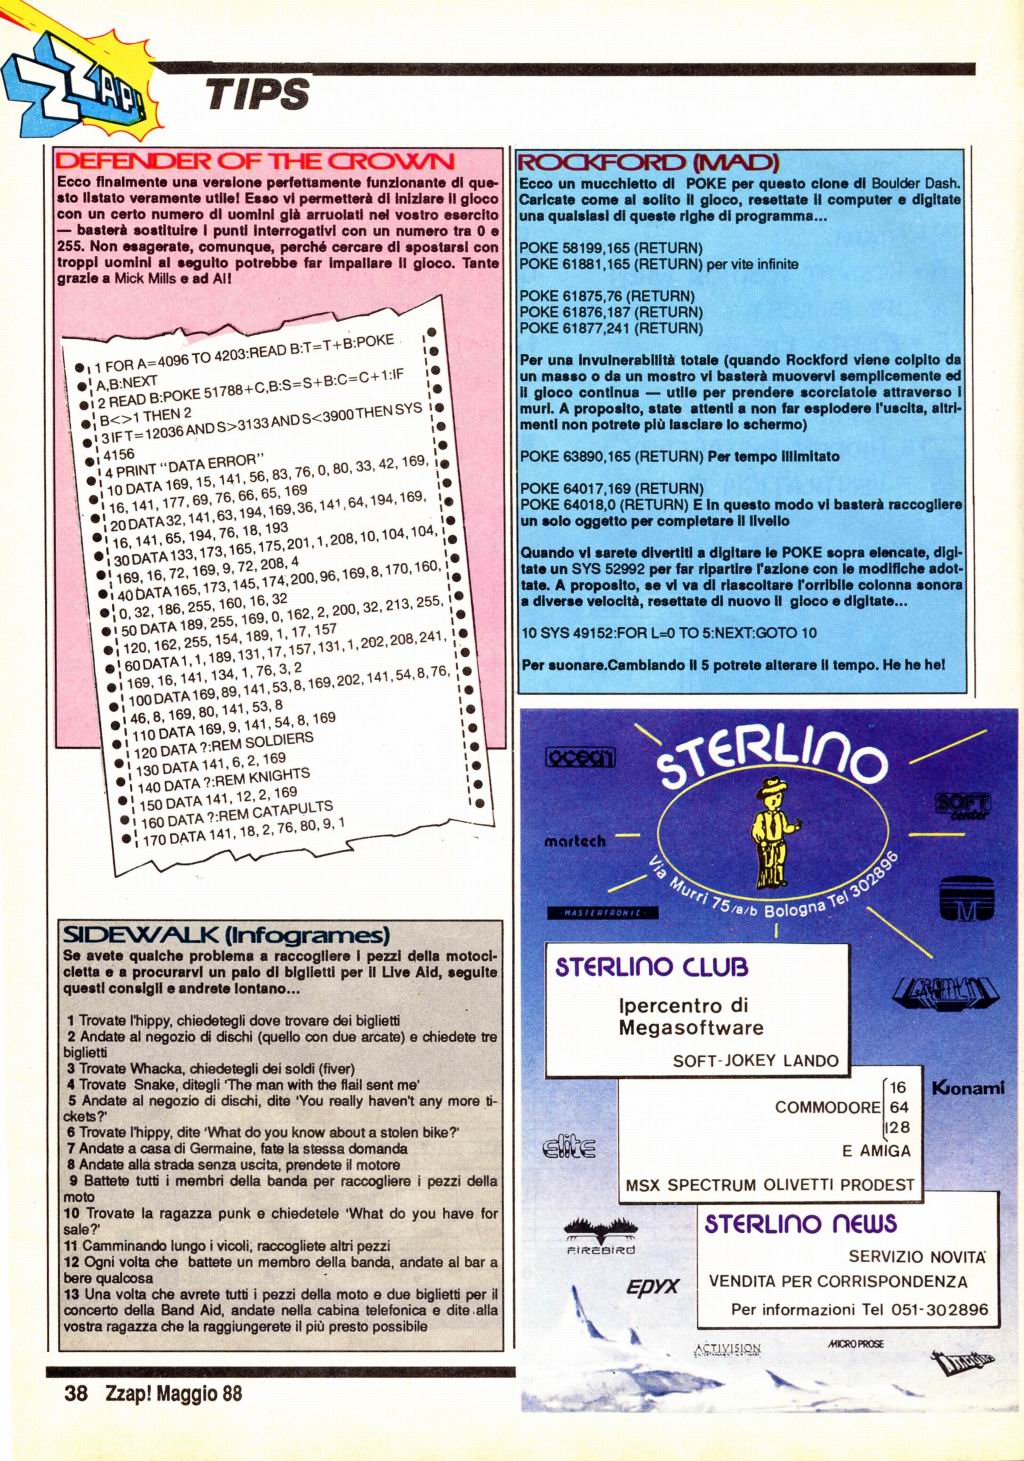 ZZAP!
TIPS
DEFENDER OF THE CROWN
Ecco finalmente una versione perfettamente funzionante di que-
sto listato veramente utile! Esso vi permetterà di iniziare il gioco
con un certo numero di uomini già arruolati nel vostro esercito
— basterà sostituire i punti interrogativi con un numero tra 0 e
255. Non esagerate, comunque, perché cercare di spostarsi con
troppi uomini al seguito potrebbe far impallare il gioco. Tante
grazie a Mick Mills e ad Al!
1 FOR A=4096 TO 4203:READ B:T=T+B:POKE
A,B:NEXT
2 READ B:POKE 51788+C,B:S=S+B:C=C+1:IF
B<>1 THEN 2
3 IF T=12036 AND S>3133 AND S<3900 THEN SYS
4156
4 PRINT "DATA ERROR"
10 DATA 169, 15, 141, 56, 83, 76, 0, 80, 33, 42, 169,
16, 141, 177, 69, 76, 66, 65, 169
20 DATA 32, 141, 63, 194, 169, 36, 141, 64, 194, 169,
16, 141, 65, 194, 76, 18, 193
30 DATA 133, 173, 165, 175, 201, 1, 208, 10, 104, 104,
169, 16, 72, 169, 9, 72, 208, 4
40 DATA 165, 173, 145, 174, 200, 96, 169, 8, 170, 160,
0, 32, 186, 255, 160, 16, 32
50 DATA 189, 255, 169, 0, 162, 2, 200, 32, 213, 255,
120, 162, 255, 154, 189, 1, 17, 157
60 DATA 1, 1, 189, 131, 17, 157, 131, 1, 202, 208, 241,
169, 16, 141, 134, 1, 76, 3, 2
100 DATA 169, 89, 141, 53, 8, 169, 202, 141, 54, 8, 76,
46, 8, 169, 80, 141, 53, 8
110 DATA 169, 9, 141, 54, 8, 169
120 DATA ?:REM SOLDIERS
130 DATA 141, 6, 2, 169
140 DATA ?:REM KNIGHTS
150 DATA 141, 12, 2, 169
160 DATA ?:REM CATAPULTS
170 DATA 141, 18, 2, 76, 80, 9, 1
SIDEWALK (Infogrames)
Se avete qualche problema a raccogliere i pezzi della motoci-
cletta e a procurarvi un paio di biglietti per il Live Aid, seguite
questi consigli e andrete lontano...
1 Trovate l'hippy, chiedetegli dove trovare dei biglietti
2 Andate al negozio di dischi (quello con due arcate) e chiedete tre
biglietti
3 Trovate Whacka, chiedetegli dei soldi (fiver)
4 Trovate Snake, ditegli 'The man with the flail sent me'
5 Andate al negozio di dischi, dite 'You really haven't any more ti-
ckets?'
6 Trovate l'hippy, dite 'What do you know about a stolen bike?'
7 Andate a casa di Germaine, fate la stessa domanda
8 Andate alla strada senza uscita, prendete il motore
9 Battete tutti i membri della banda per raccogliere i pezzi della
moto
10 Trovate la ragazza punk e chiedetele 'What do you have for
sale?'
11 Camminando lungo i vicoli, raccogliete altri pezzi
12 Ogni volta che battete un membro della banda, andate al bar a
bere qualcosa
13 Una volta che avrete tutti i pezzi della moto e due biglietti per il
concerto della Band Aid, andate nella cabina telefonica e dite alla
vostra ragazza che la raggiungerete il più presto possibile
ROCKFORD (MAD)
Ecco un mucchietto di POKE per questo clone di Boulder Dash.
Caricate come al solito il gioco, resettate il computer e digitate
una qualsiasi di queste righe di programma...
POKE 58199,165 (RETURN)
POKE 61881,165 (RETURN) per vite infinite
POKE 61875,76 (RETURN)
POKE 61876,187 (RETURN)
POKE 61877,241 (RETURN)
Per una invulnerabilità totale (quando Rockford viene colpito da
un masso o da un mostro vi basterà muovervi semplicemente ed
il gioco continua — utile per prendere scorciatoie attraverso i
muri. A proposito, state attenti a non far esplodere l'uscita, altri-
menti non potrete più lasciare lo schermo)
POKE 63890,165 (RETURN) Per tempo illimitato
POKE 64017,169 (RETURN)
POKE 64018,0 (RETURN) E in questo modo vi basterà raccogliere
un solo oggetto per completare il livello
Quando vi sarete divertiti a digitare le POKE sopra elencate, digi-
tate un SYS 52992 per far ripartire l'azione con le modifiche adot-
tate. A proposito, se vi va di riascoltare l'orribile colonna sonora
a diverse velocità, resettate di nuovo il gioco e digitate...
10 SYS 49152:FOR L=0 TO 5:NEXT:GOTO 10
Per suonare.Cambiando il 5 potrete alterare il tempo. He he he!
STERLINO
Via Murri 75/a/b Bologna Tel 302896
ocean
SOFT
center
martech
MASTERTRONIC
M
GREMLIN
STERLINO CLUB
Ipercentro di
Megasoftware
SOFT-JOKEY LANDO
COMMODORE 16
64
128
E AMIGA
MSX SPECTRUM OLIVETTI PRODEST
Konami
elite
STERLINO NEWS
SERVIZIO NOVITA'
VENDITA PER CORRISPONDENZA
Per informazioni Tel 051-302896
FIREBIRD
EPYX
ACTIVISION
MICRO PROSE
Imagine
38 Zzap! Maggio 88